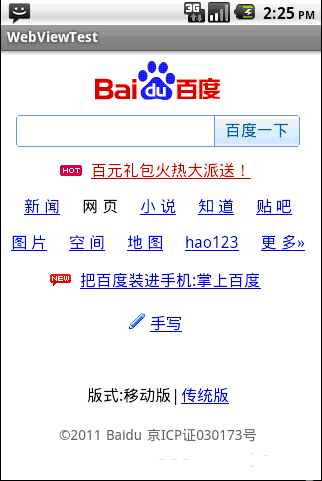 3G 2:25 PM
WebViewTest
Bai du 百度
百度一下
HOT 百元礼包火热大派送！
新闻 网页 小说 知道 贴吧
图片 空间 地图 hao123 更多»
NEW 把百度装进手机:掌上百度
手写
版式:移动版|传统版
©2011 Baidu 京ICP证030173号